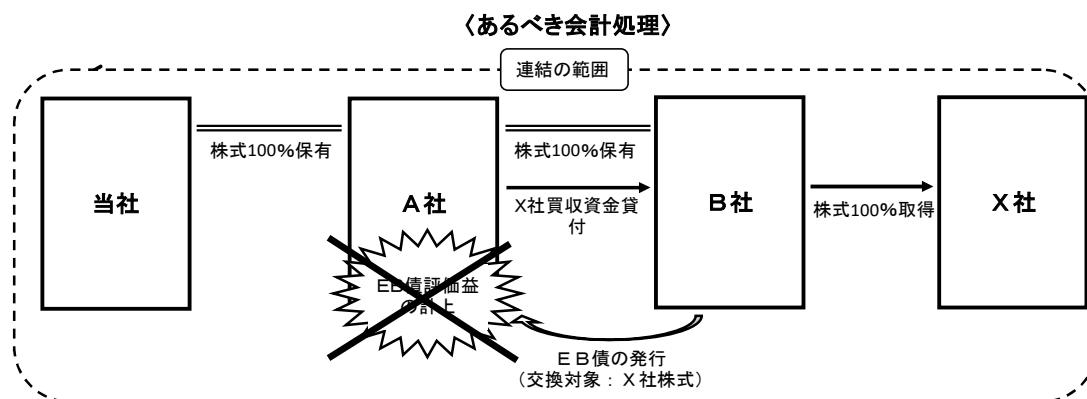 〈あるべき会計処理〉
連結の範囲
株式100%保有
株式100%保有
当社
A社
X社買収資金貸
付
B社
株式100%取得
X社
EB債評価益
の計上
EB債の発行
(交換対象:X社株式)